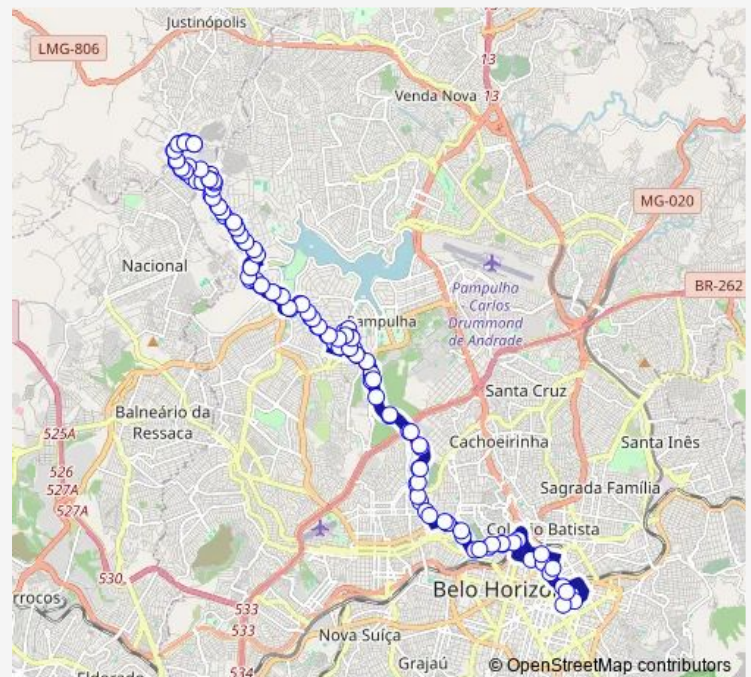 Justinópolis
LMG-806
13
Venda Nova
13
MG-020
Nacional
BR-262
Pampulha
- Carlos
Drummond
de Andrade
Pampulha
Santa Cruz
Balneário da
Ressaca
525A
Cachoeirinha
Santa Inês
526
527A
527A
Sagrada Família
530
Belo
533
533
Nova Suíça
534
Grajaú
© OpenStreetMap contributors